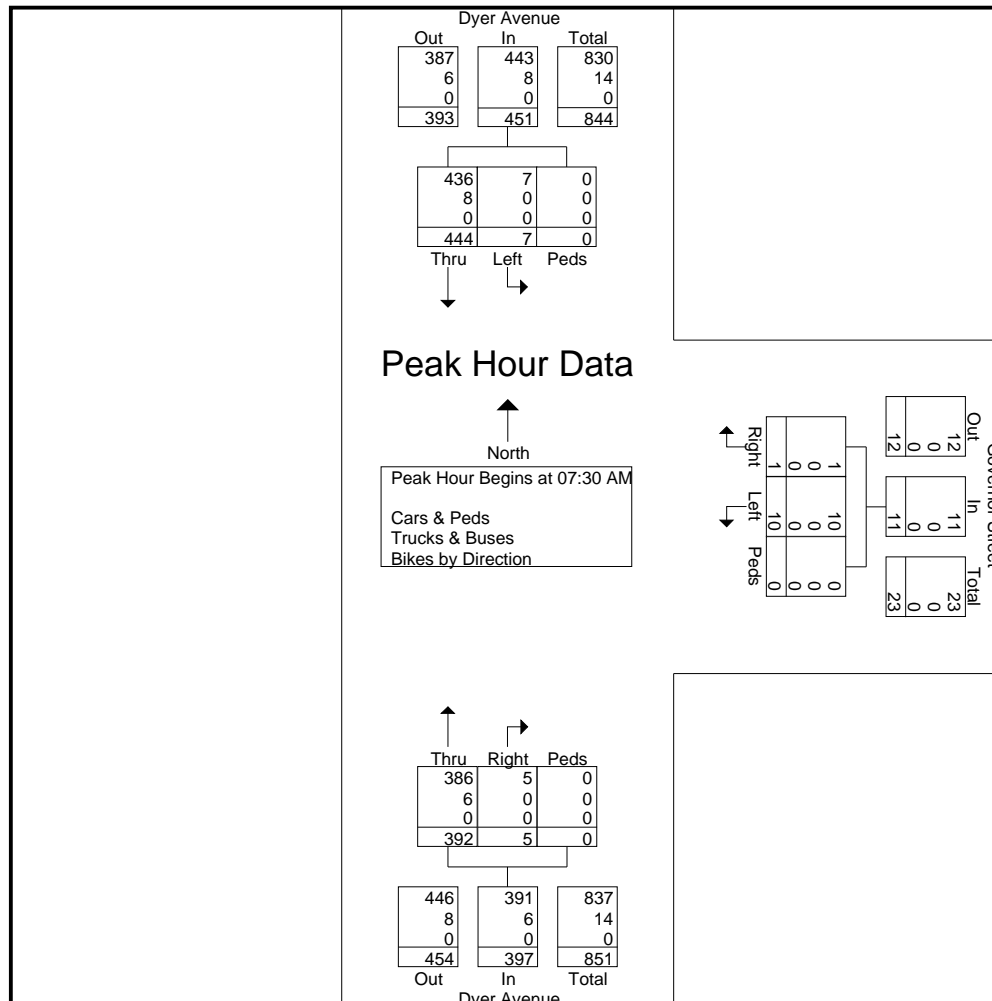 Dyer Avenue
Out In Total
387 443 830
6 8 14
0 0 0
393 451 844
436 7 0
8 0 0
0 0 0
444 7 0
Thru Left Peds
Peak Hour Data
North
Peak Hour Begins at 07:30 AM
Cars & Peds
Trucks & Buses
Bikes by Direction
Right Left Peds
1 10 0
0 0 0
0 0 0
1 10 0
Out In Total
12 11 23
0 0 0
0 0 0
12 11 23
Governor Street
Thru Right Peds
386 5 0
6 0 0
0 0 0
392 5 0
446 391 837
8 6 14
0 0 0
454 397 851
Out In Total
Dyer Avenue